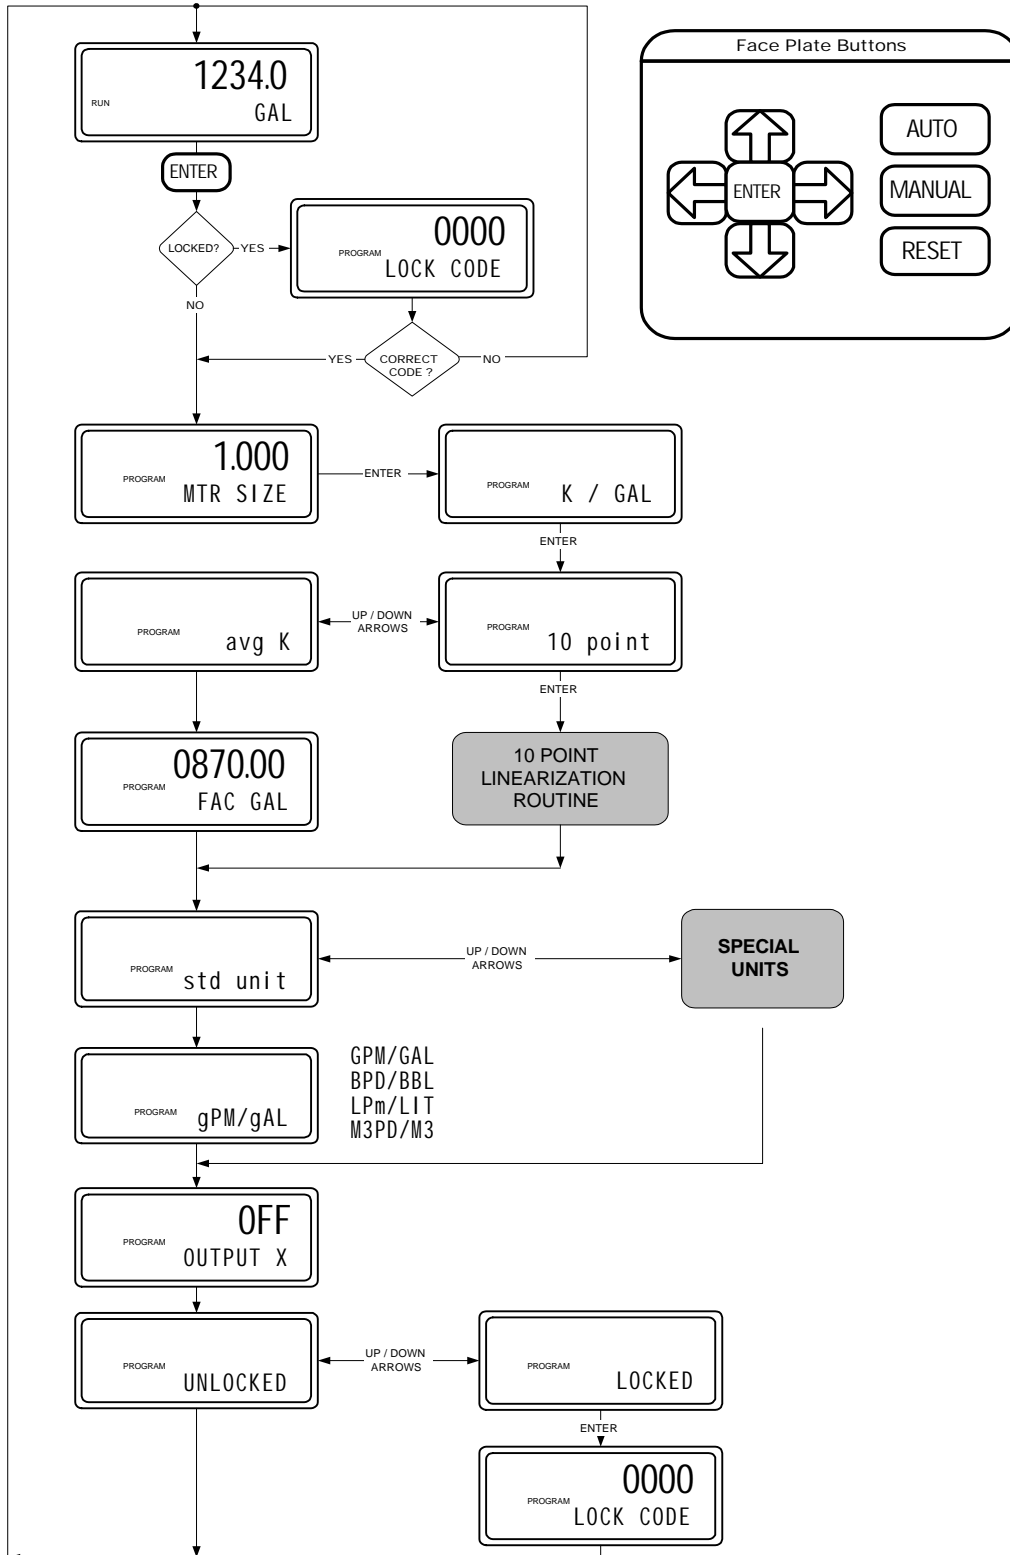 Face Plate Buttons
1234.0
RUN
GAL
ENTER
AUTO
ENTER
MANUAL
RESET
LOCKED?
YES
0000
PROGRAM
LOCK CODE
NO
YES
CORRECT
CODE ?
NO
1.000
PROGRAM
MTR SIZE
ENTER
PROGRAM
K / GAL
ENTER
PROGRAM
avg K
UP / DOWN
ARROWS
PROGRAM
10 point
ENTER
0870.00
PROGRAM
FAC GAL
10 POINT
LINEARIZATION
ROUTINE
PROGRAM
std unit
UP / DOWN
ARROWS
SPECIAL
UNITS
PROGRAM
gPM/gAL
GPM/GAL
BPD/BBL
LPm/LIT
M3PD/M3
OFF
PROGRAM
OUTPUT X
PROGRAM
UNLOCKED
UP / DOWN
ARROWS
PROGRAM
LOCKED
ENTER
0000
PROGRAM
LOCK CODE